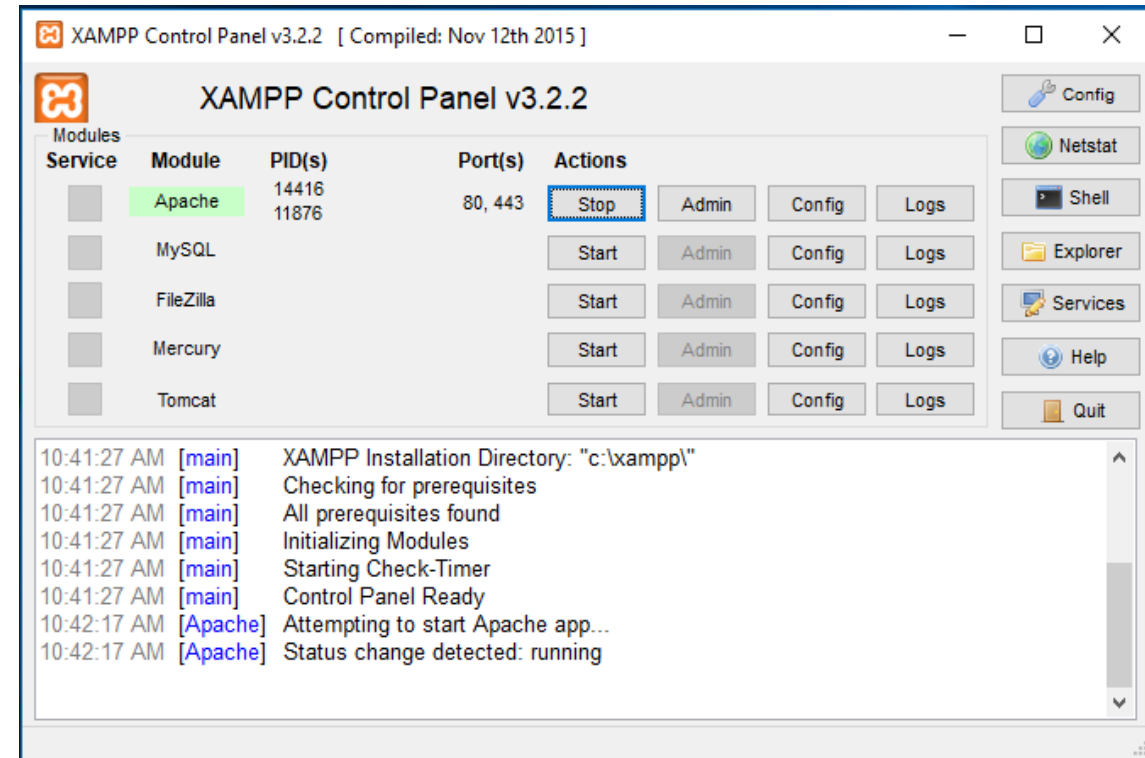 XAMPP Control Panel v3.2.2 [ Compiled: Nov 12th 2015 ]
XAMPP Control Panel v3.2.2
Config
Modules
Service Module PID(s) Port(s) Actions
Netstat
Apache 14416 80, 443 Stop Admin Config Logs
11876
Shell
MySQL Start Admin Config Logs
Explorer
FileZilla Start Admin Config Logs
Services
Mercury Start Admin Config Logs
Help
Tomcat Start Admin Config Logs
Quit
10:41:27 AM [main] XAMPP Installation Directory: "c:\xampp\"
10:41:27 AM [main] Checking for prerequisites
10:41:27 AM [main] All prerequisites found
10:41:27 AM [main] Initializing Modules
10:41:27 AM [main] Starting Check-Timer
10:41:27 AM [main] Control Panel Ready
10:42:17 AM [Apache] Attempting to start Apache app...
10:42:17 AM [Apache] Status change detected: running